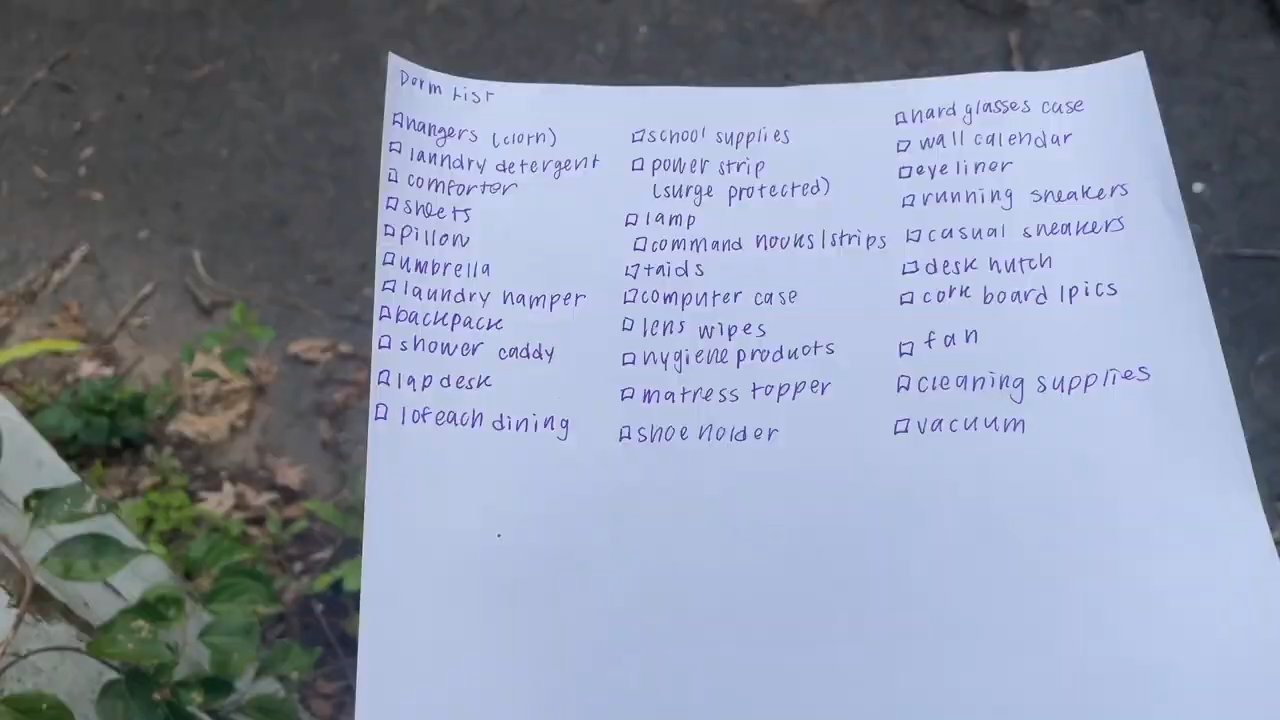 Dorm List
hangers (cloth)
laundry detergent
comforter
sheets
pillow
umbrella
laundry hamper
backpack
shower caddy
lap desk
1 of each dining
school supplies
power strip
(surge protected)
lamp
command hooks/strips
taids
computer case
lens wipes
hygiene products
matress topper
shoe holder
hard glasses case
wall calendar
eyeliner
running sneakers
casual sneakers
desk hutch
cork board/pics
fan
cleaning supplies
vacuum